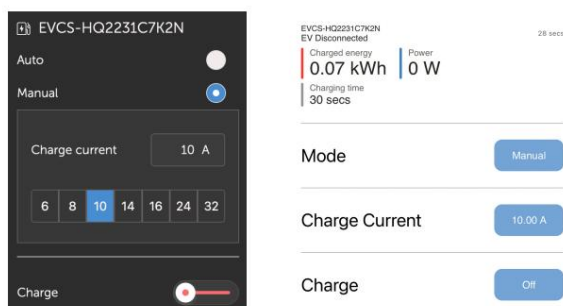 EVCS-HQ2231C7K2N
Auto
Manual
Charge current 10 A
6 8 10 14 16 24 32
Charge
EVCS-HQ2231C7K2N
28 secs
EV Disconnected
Charged energy Power
0.07 kWh 0 W
Charging time
30 secs
Mode Manual
Charge Current 10.00 A
Charge Off